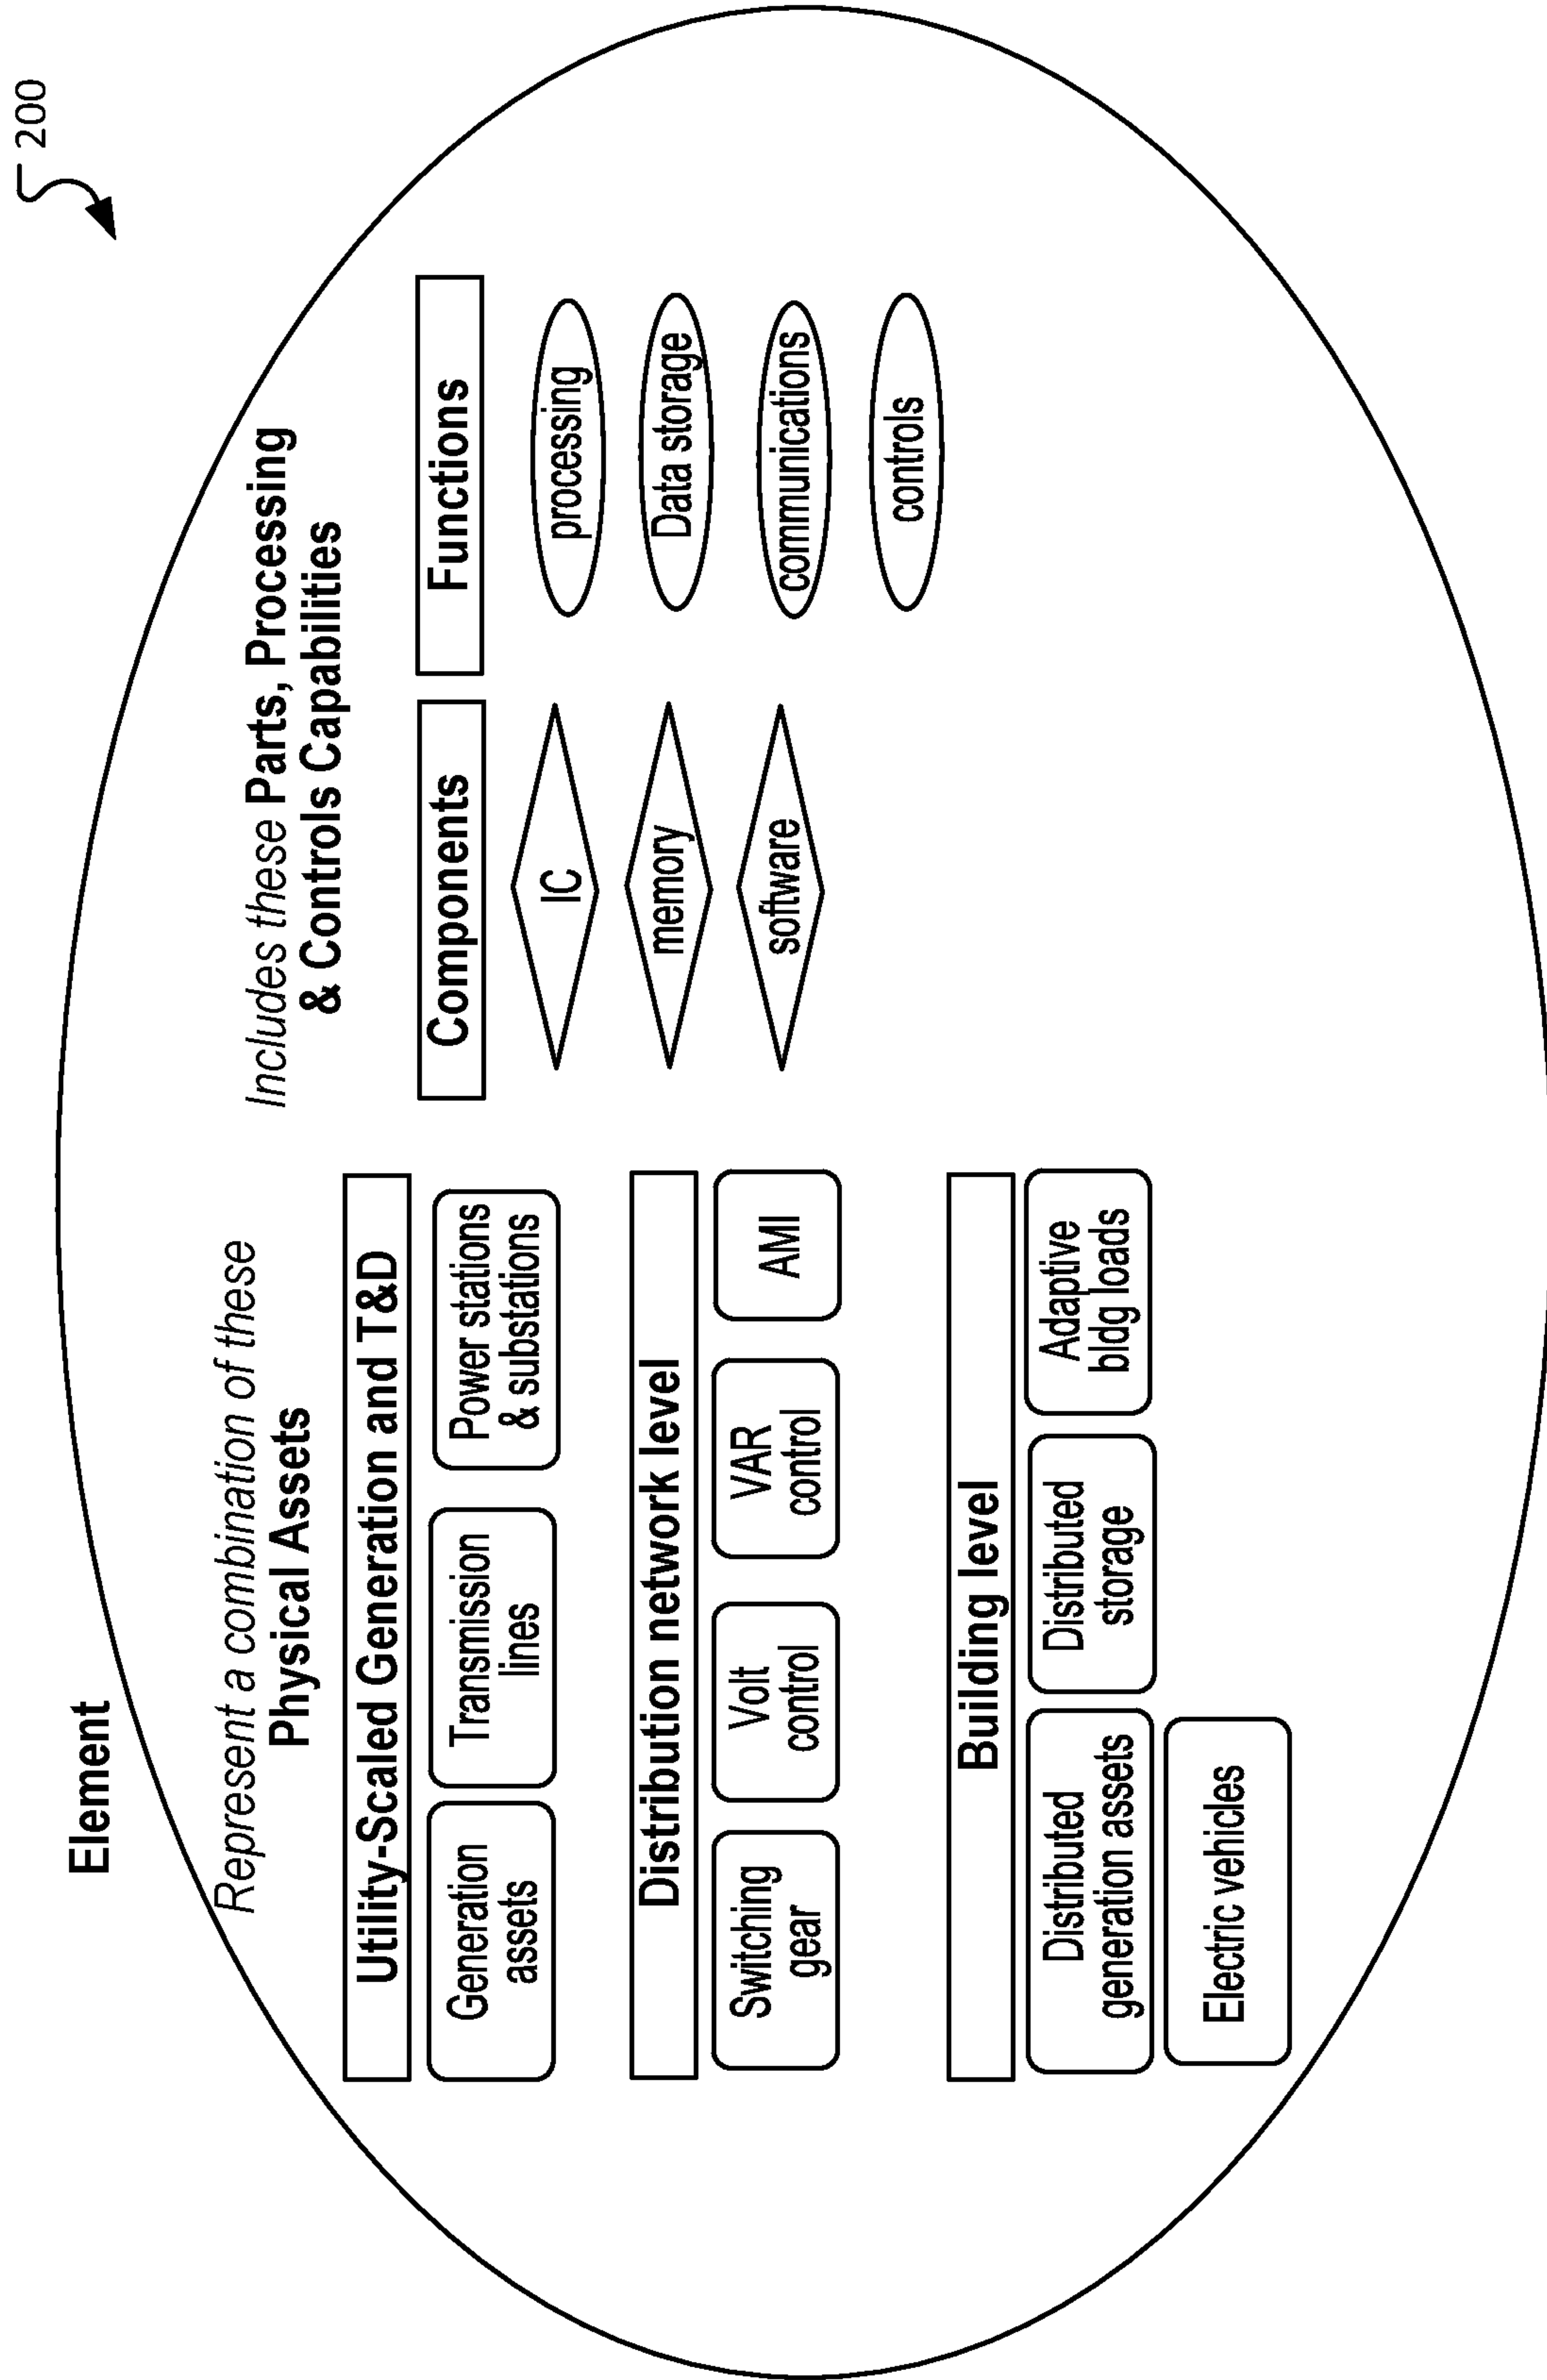 200
Element
Represent a combination of these
Physical Assets
Utility-Scaled Generation and T&D
Generation
assets
Transmission
lines
Power stations
& substations
Distribution network level
Switching
gear
Volt
control
VAR
control
AMI
Building level
Distributed
generation assets
Distributed
storage
Adaptive
bldg loads
Electric vehicles
Includes these Parts, Processing
& Controls Capabilities
Components
IC
memory
software
Functions
processing
Data storage
communications
controls